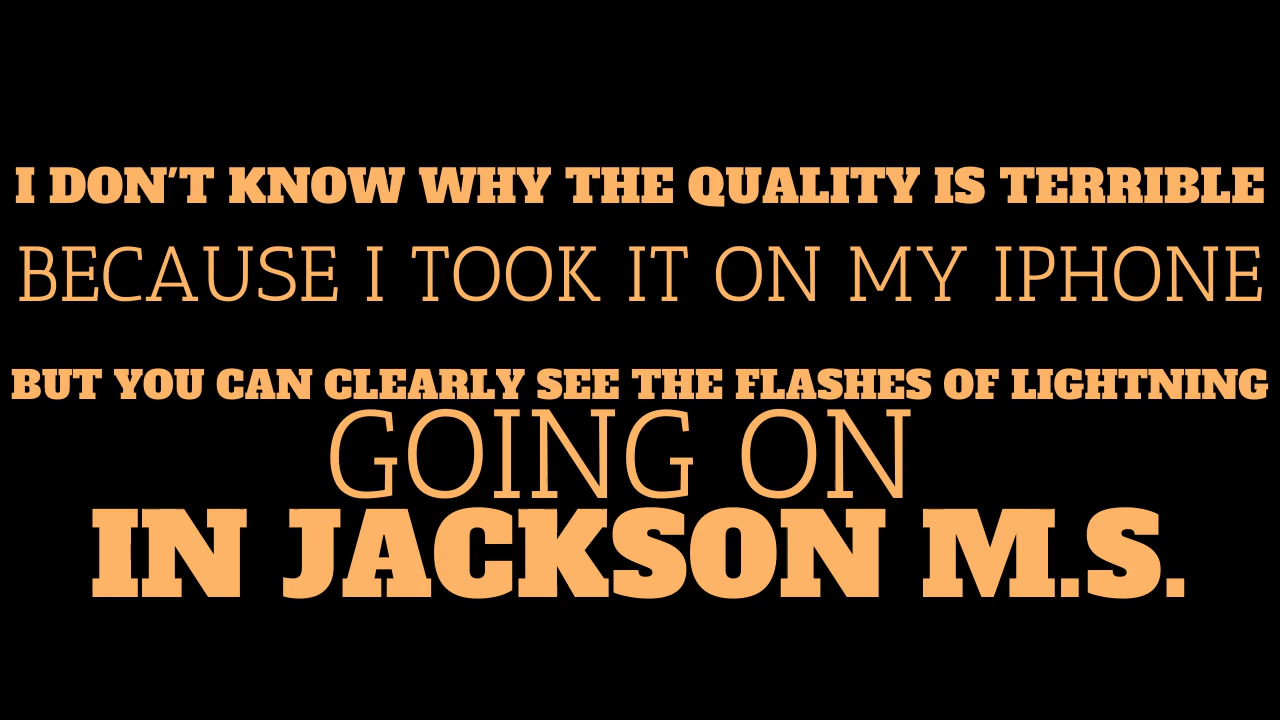 I DON'T KNOW WHY THE QUALITY IS TERRIBLE
BECAUSE I TOOK IT ON MY IPHONE
BUT YOU CAN CLEARLY SEE THE FLASHES OF LIGHTNING
GOING ON
IN JACKSON M.S.